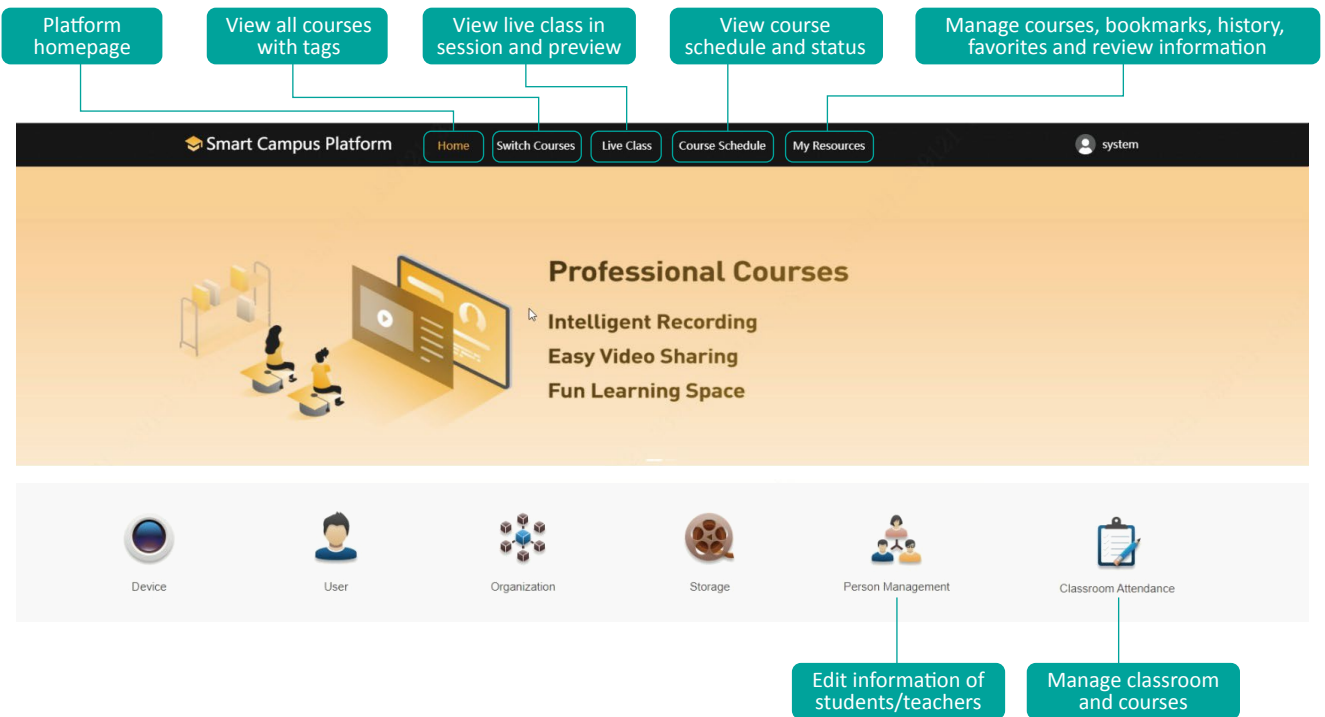 Platform
homepage
View all courses
with tags
View live class in
session and preview
View course
schedule and status
Manage courses, bookmarks, history,
favorites and review information
Smart Campus Platform
Home
Switch Courses
Live Class
Course Schedule
My Resources
system
Professional Courses
Intelligent Recording
Easy Video Sharing
Fun Learning Space
Device
User
Organization
Storage
Person Management
Classroom Attendance
Edit information of
students/teachers
Manage classroom
and courses